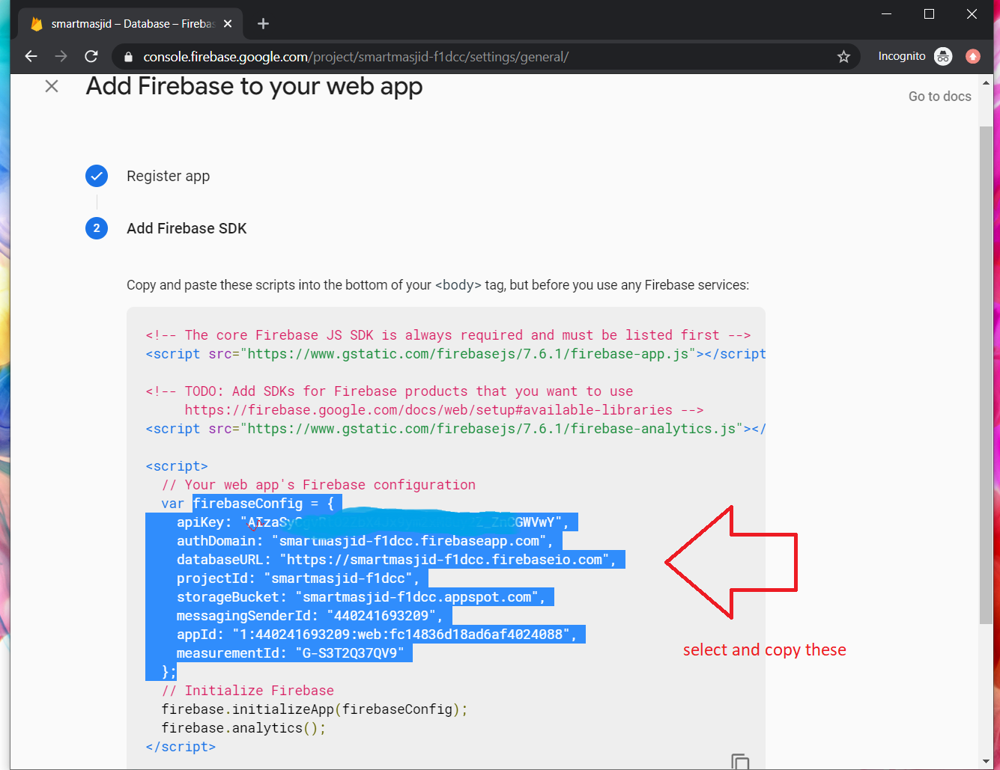 smartmasjid – Database – Firebas
console.firebase.google.com/project/smartmasjid-f1dcc/settings/general/
Incognito
Add Firebase to your web app
Go to docs
Register app
2
Add Firebase SDK
Copy and paste these scripts into the bottom of your <body> tag, but before you use any Firebase services:
<!-- The core Firebase JS SDK is always required and must be listed first -->
<script src="https://www.gstatic.com/firebasejs/7.6.1/firebase-app.js"></script
<!-- TODO: Add SDKs for Firebase products that you want to use
https://firebase.google.com/docs/web/setup#available-libraries -->
<script src="https://www.gstatic.com/firebasejs/7.6.1/firebase-analytics.js"></
<script>
// Your web app's Firebase configuration
var firebaseConfig = {
apiKey:
authDomain: "smartmasjid-f1dcc.firebaseapp.com",
databaseURL: "https://smartmasjid-f1dcc.firebaseio.com",
projectId: "smartmasjid-f1dcc",
storageBucket: "smartmasjid-f1dcc.appspot.com",
messagingSenderId: "440241693209",
appId: "1:440241693209:web:fc14836d18ad6af4024088",
measurementId: "G-S3T2Q37QV9"
};
// Initialize Firebase
firebase.initializeApp(firebaseConfig);
firebase.analytics();
</script>
select and copy these